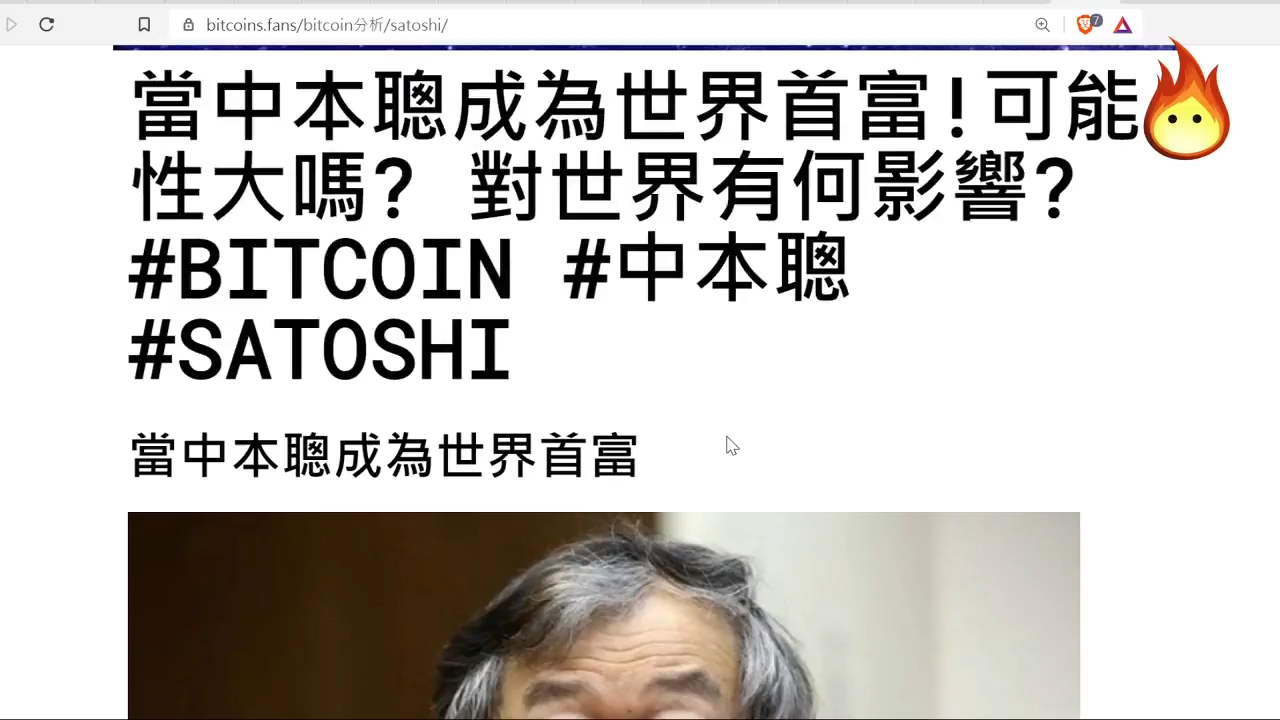 bitcoins.fans/bitcoin分析/satoshi/
7
當中本聰成為世界首富!可能
性大嗎? 對世界有何影響?
#BITCOIN #中本聰
#SATOSHI
當中本聰成為世界首富